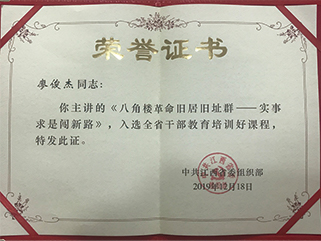 荣誉证书
廖俊杰同志：
你主讲的《八角楼革命旧居旧址群——实事
求是闯新路》，入选全省干部教育培训好课程，
特发此证。
中共江西省委组织部
2019年12月18日